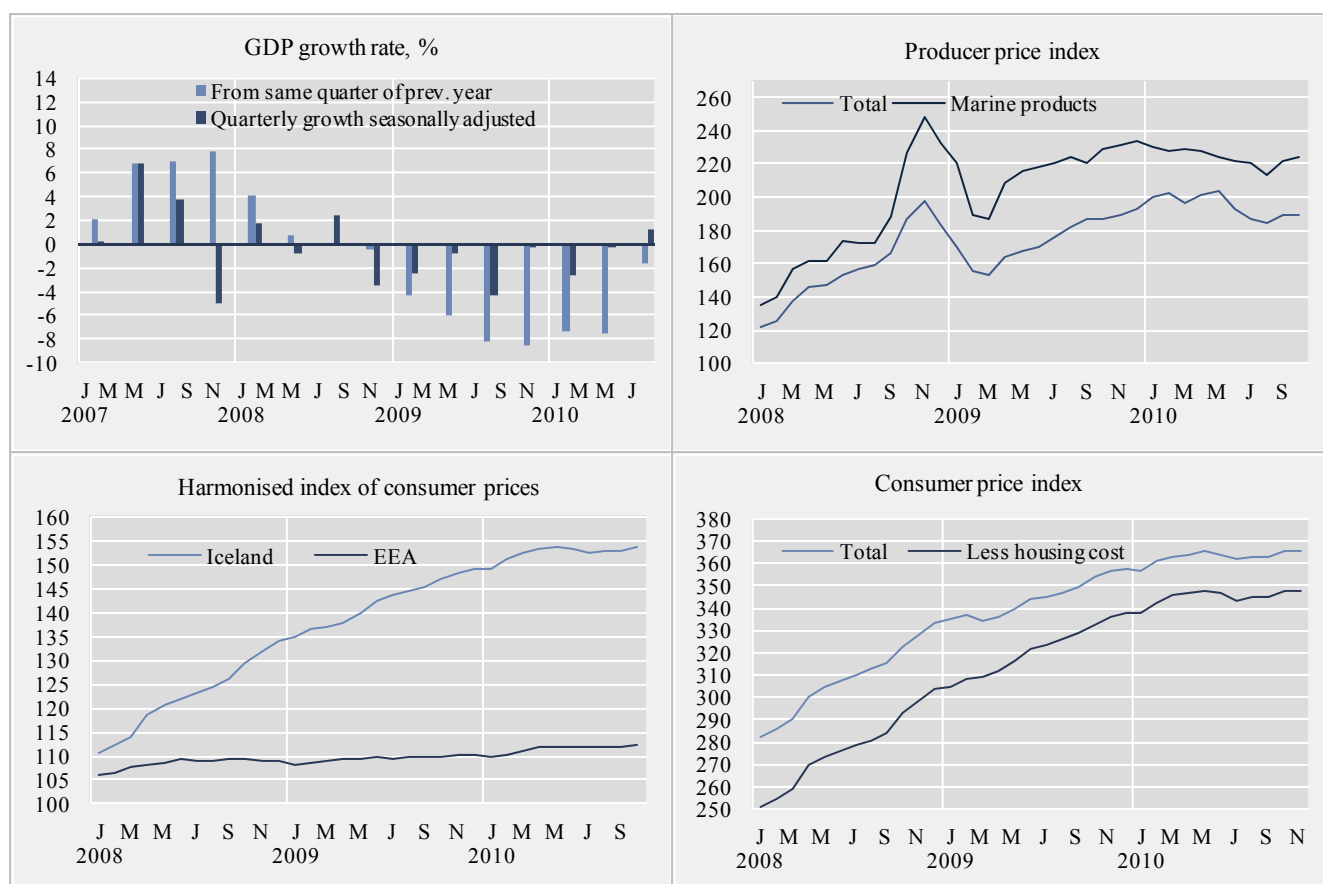 GDP growth rate, %
From same quarter of prev. year
Quarterly growth seasonally adjusted
14
12
10
8
6
4
2
0
-2
-4
-6
-8
-10
J M M J S N J M M J S N J M M J S N J M M J
2007 2008 2009 2010
Producer price index
Total Marine products
260
240
220
200
180
160
140
120
100
J M M J S N J M M J S N J M M J S
2008 2009 2010
Harmonised index of consumer prices
Iceland EEA
160
155
150
145
140
135
130
125
120
115
110
105
100
J M M J S N J M M J S N J M M J S
2008 2009 2010
Consumer price index
Total Less housing cost
380
370
360
350
340
330
320
310
300
290
280
270
260
250
J M M J S N J M M J S N J M M J S N
2008 2009 2010